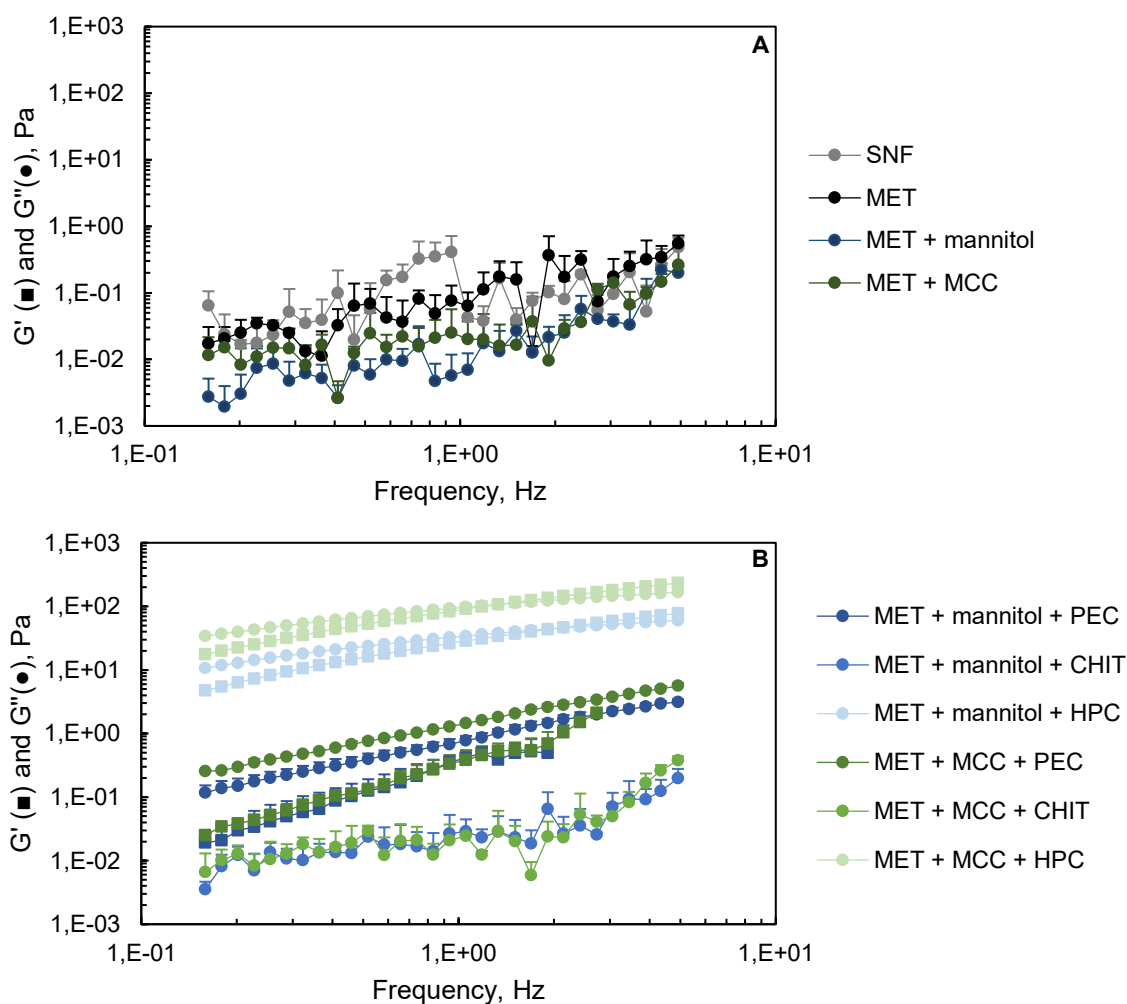 A
1,E+03
1,E+02
1,E+01
1,E+00
1,E-01
1,E-02
1,E-03
G' (■) and G"(●), Pa
1,E-01
1,E+00
1,E+01
Frequency, Hz
SNF
MET
MET + mannitol
MET + MCC
B
1,E+03
1,E+02
1,E+01
1,E+00
1,E-01
1,E-02
1,E-03
G' (■) and G"(●), Pa
1,E-01
1,E+00
1,E+01
Frequency, Hz
MET + mannitol + PEC
MET + mannitol + CHIT
MET + mannitol + HPC
MET + MCC + PEC
MET + MCC + CHIT
MET + MCC + HPC